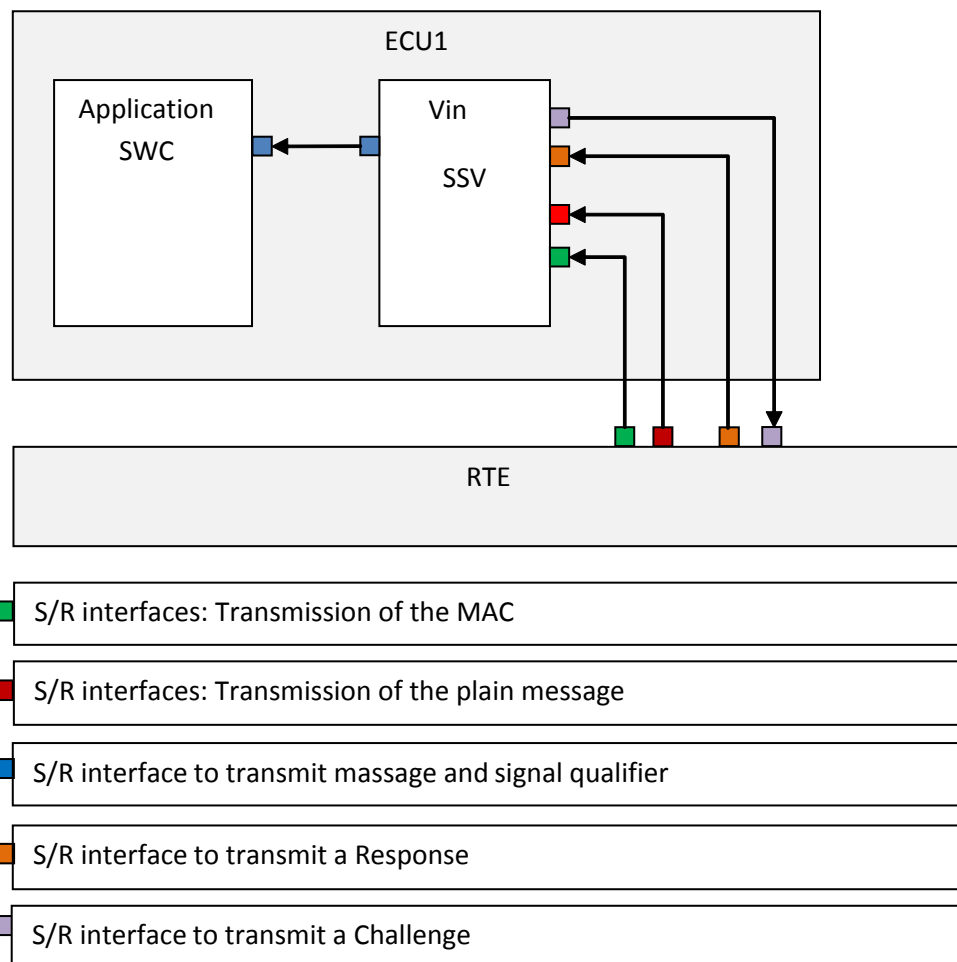 ECU1
Application
SWC
Vin
SSV
RTE
S/R interfaces: Transmission of the MAC
S/R interfaces: Transmission of the plain message
S/R interface to transmit massage and signal qualifier
S/R interface to transmit a Response
S/R interface to transmit a Challenge